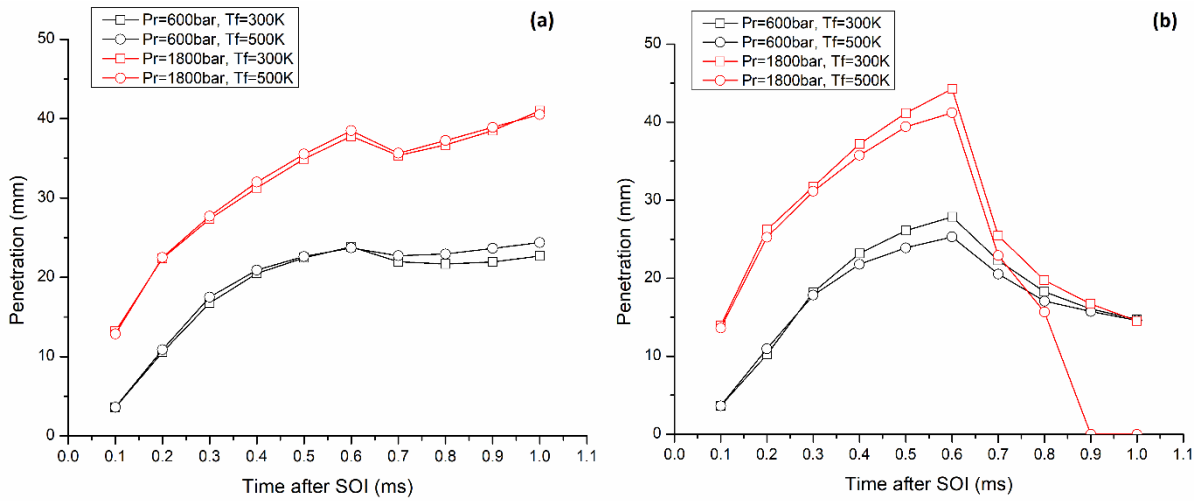 (a)
Pr=600bar, Tf=300K
Pr=600bar, Tf=500K
Pr=1800bar, Tf=300K
Pr=1800bar, Tf=500K
50
40
30
20
10
0
Penetration (mm)
0.0 0.1 0.2 0.3 0.4 0.5 0.6 0.7 0.8 0.9 1.0 1.1
Time after SOI (ms)
(b)
Pr=600bar, Tf=300K
Pr=600bar, Tf=500K
Pr=1800bar, Tf=300K
Pr=1800bar, Tf=500K
50
40
30
20
10
0
Penetration (mm)
0.0 0.1 0.2 0.3 0.4 0.5 0.6 0.7 0.8 0.9 1.0 1.1
Time after SOI (ms)